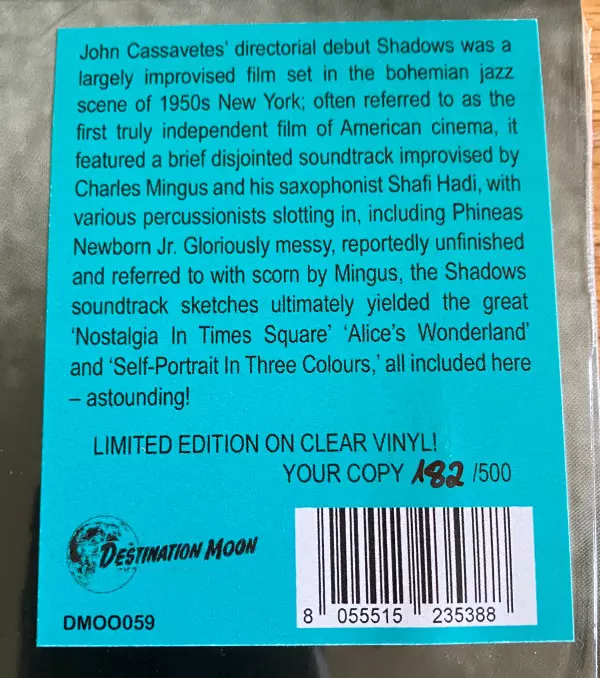 John Cassavetes' directorial debut Shadows was a
largely improvised film set in the bohemian jazz
scene of 1950s New York; often referred to as the
first truly independent film of American cinema, it
featured a brief disjointed soundtrack improvised by
Charles Mingus and his saxophonist Shafi Hadi, with
various percussionists slotting in, including Phineas
Newborn Jr. Gloriously messy, reportedly unfinished
and referred to with scorn by Mingus, the Shadows
soundtrack sketches ultimately yielded the great
'Nostalgia In Times Square' 'Alice's Wonderland'
and 'Self-Portrait In Three Colours,' all included here
– astounding!
LIMITED EDITION ON CLEAR VINYL!
YOUR COPY 182 /500
DESTINATION MOON
DMOO059
8 055515 235388